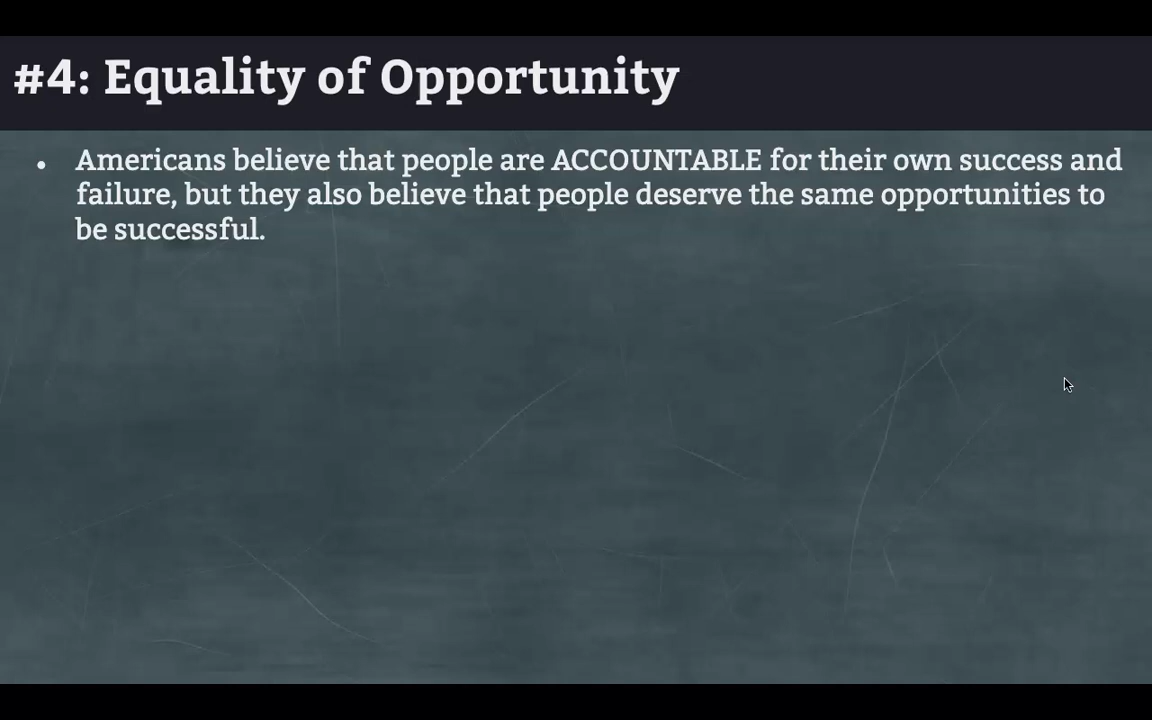 #4: Equality of Opportunity
• Americans believe that people are ACCOUNTABLE for their own success and
failure, but they also believe that people deserve the same opportunities to
be successful.